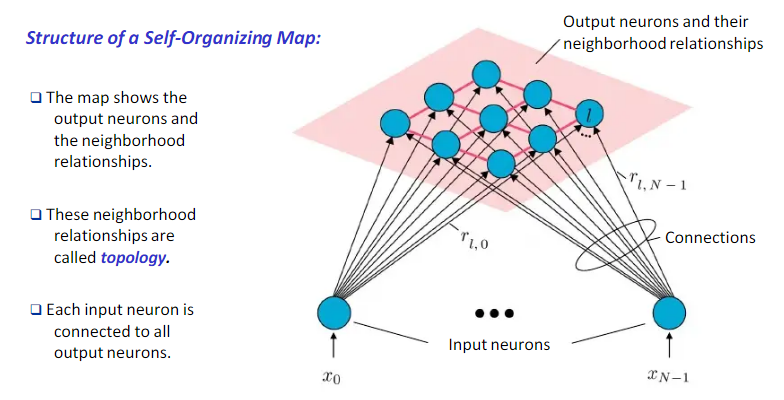 Structure of a Self-Organizing Map:
❑ The map shows the
output neurons and
the neighborhood
relationships.
❑ These neighborhood
relationships are
called topology.
❑ Each input neuron is
connected to all
output neurons.
Output neurons and their
neighborhood relationships
l
...
r_{l, N − 1}
r_{l, 0}
Connections
•••
Input neurons
x_0
x_{N−1}